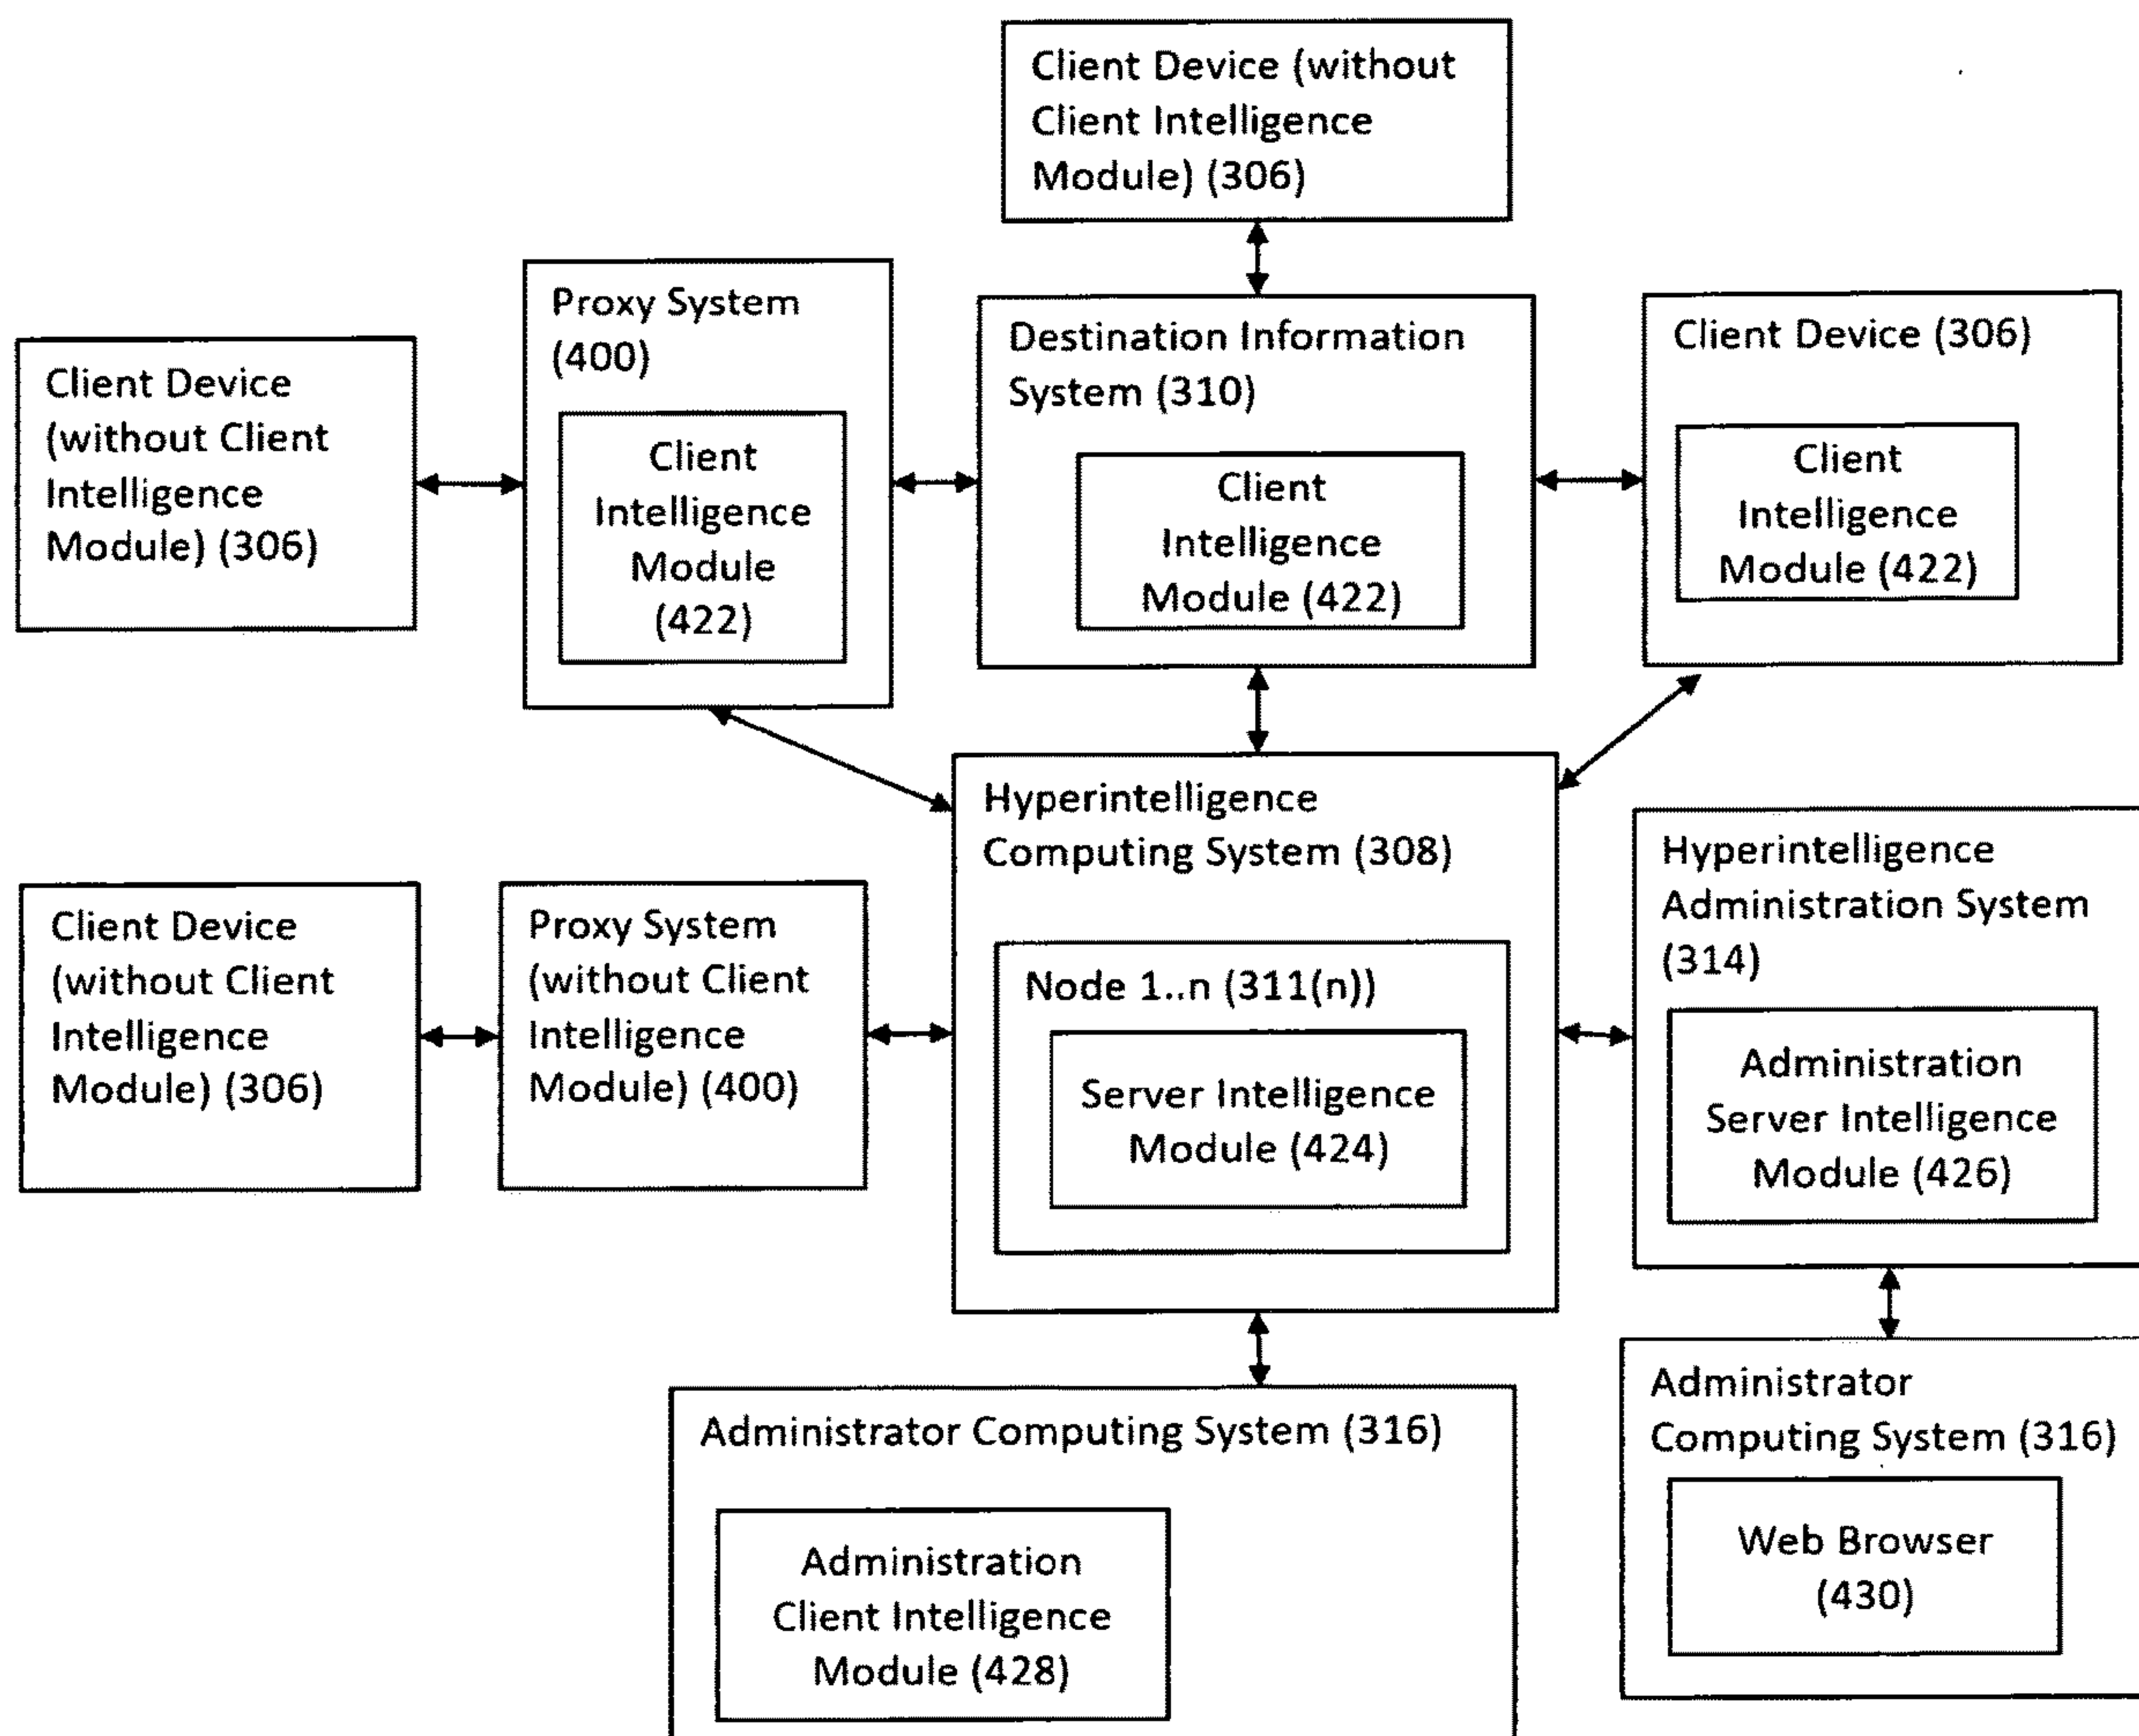 Client Device (without
Client Intelligence
Module) (306)
Proxy System
(400)
Client
Intelligence
Module
(422)
Destination Information
System (310)
Client
Intelligence
Module (422)
Client Device (306)
Client
Intelligence
Module (422)
Client Device
(without Client
Intelligence
Module) (306)
Hyperintelligence
Computing System (308)
Node 1..n (311(n))
Server Intelligence
Module (424)
Hyperintelligence
Administration System
(314)
Administration
Server Intelligence
Module (426)
Client Device
(without Client
Intelligence
Module) (306)
Proxy System
(without Client
Intelligence
Module) (400)
Administrator Computing System (316)
Administration
Client Intelligence
Module (428)
Administrator
Computing System (316)
Web Browser
(430)